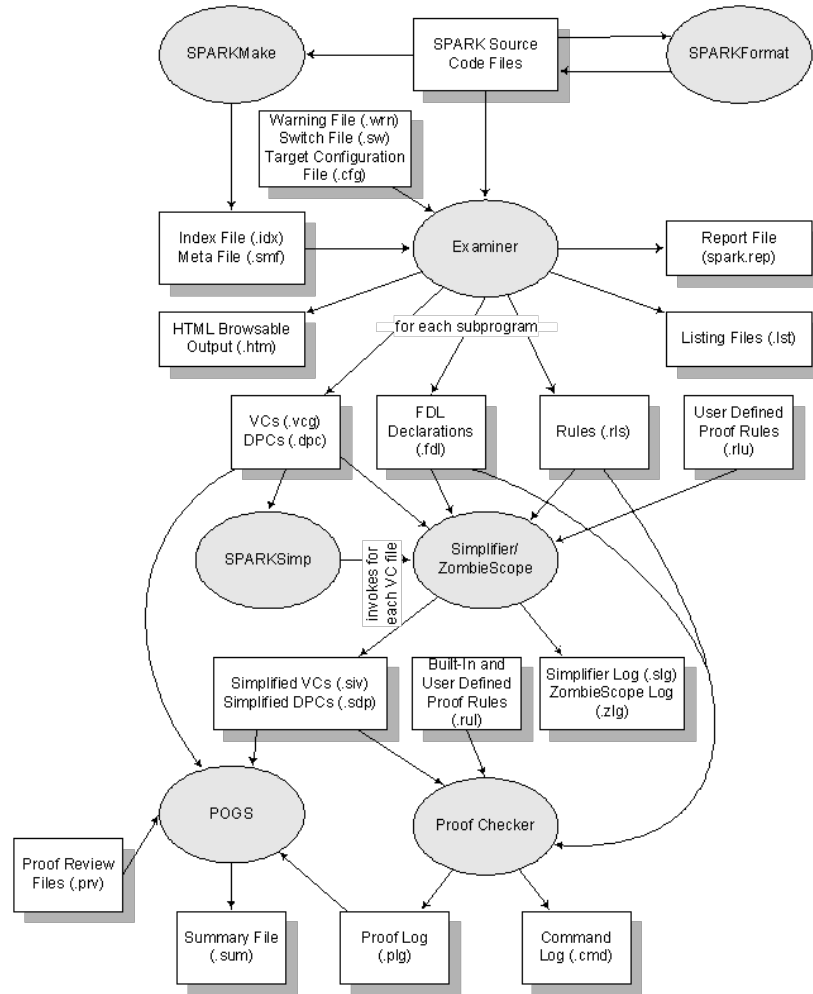 SPARKMake
SPARK Source
Code Files
SPARKFormat
Warning File (.wrn)
Switch File (.sw)
Target Configuration
File (.cfg)
Index File (.idx)
Meta File (.smf)
Examiner
Report File
(spark.rep)
HTML Browsable
Output (.htm)
for each subprogram
Listing Files (.lst)
VCs (.vcg)
DPCs (.dpc)
FDL
Declarations
(.fdl)
Rules (.rls)
User Defined
Proof Rules
(.rlu)
SPARKSimp
invokes for
each VC file
Simplifier/
ZombieScope
Simplified VCs (.siv)
Simplified DPCs (.sdp)
Built-In and
User Defined
Proof Rules
(.rul)
Simplifier Log (.slg)
ZombieScope Log
(.zlg)
POGS
Proof Checker
Proof Review
Files (.prv)
Summary File
(.sum)
Proof Log
(.plg)
Command
Log (.cmd)